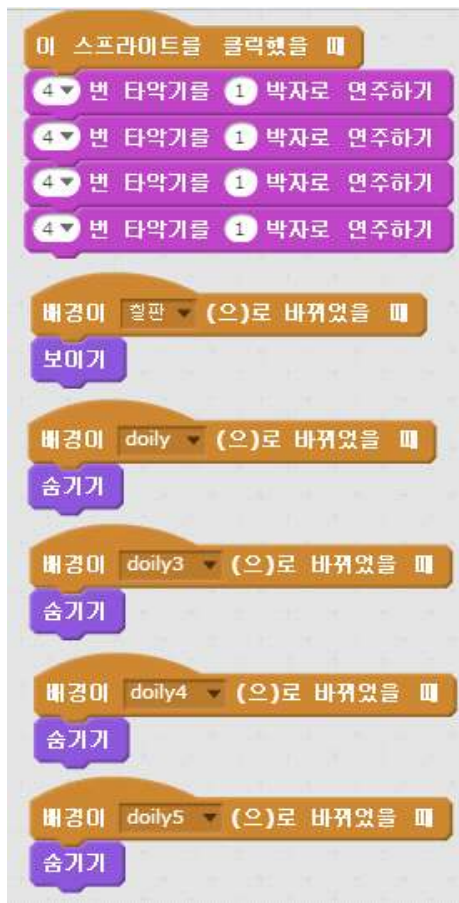 이 스프라이트를 클릭했을 때
4 번 타악기를 1 박자로 연주하기
4 번 타악기를 1 박자로 연주하기
4 번 타악기를 1 박자로 연주하기
4 번 타악기를 1 박자로 연주하기
배경이 칠판 (으)로 바뀌었을 때
보이기
배경이 doily (으)로 바뀌었을 때
숨기기
배경이 doily3 (으)로 바뀌었을 때
숨기기
배경이 doily4 (으)로 바뀌었을 때
숨기기
배경이 doily5 (으)로 바뀌었을 때
숨기기